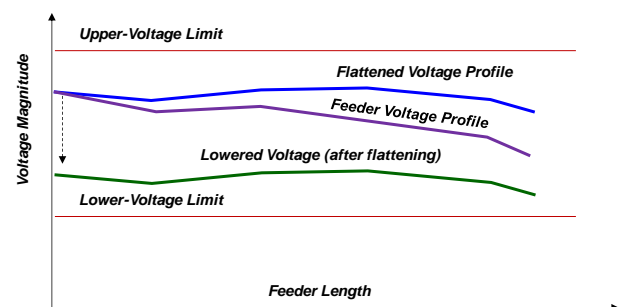 Upper-Voltage Limit
Flattened Voltage Profile
Feeder Voltage Profile
Lowered Voltage (after flattening)
Lower-Voltage Limit
Voltage Magnitude
Feeder Length